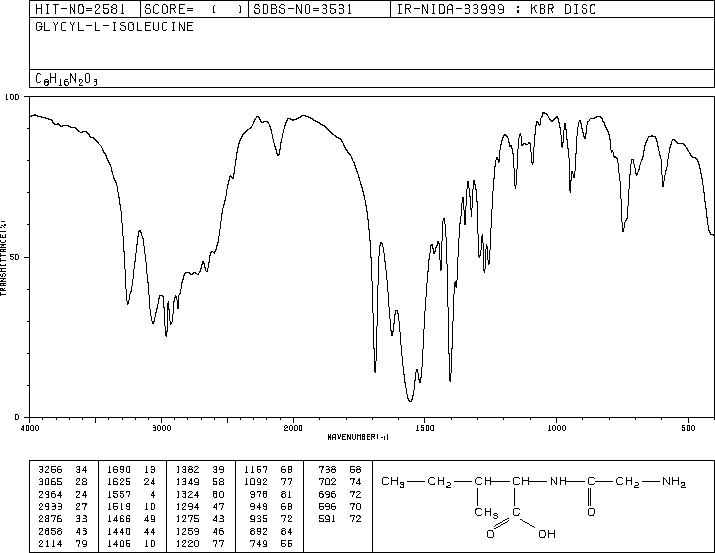 HIT-NO=2581 SCORE= ( ) SDBS-NO=3531 IR-NIDA-33999 : KBR DISC
GLYCYL-L-ISOLEUCINE
C8H16N2O3
100
50
0
TRANSMITTANCE(%)
4000 3000 2000 1500 1000 500
WAVENUMBER(-1)
3266 34 1690 13 1382 39 1157 68 738 58
3065 28 1625 24 1349 58 1092 77 702 74
2964 24 1557 4 1324 60 978 81 696 72
2933 27 1519 10 1294 47 949 68 596 70
2876 33 1466 49 1275 43 935 72 591 72
2656 43 1440 44 1259 46 892 84
2114 79 1405 10 1220 77 749 56
CH3 CH2 CH CH NH C CH2 NH2
CH3 C O
O OH